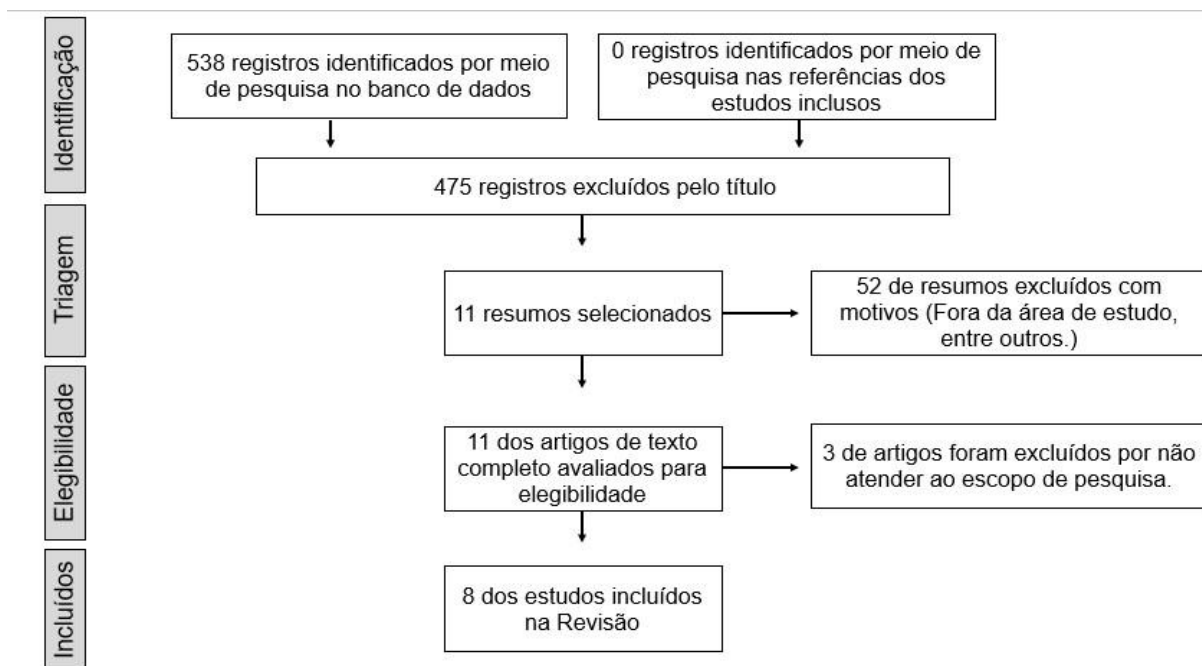 Identificação
538 registros identificados por meio
de pesquisa no banco de dados
0 registros identificados por meio de
pesquisa nas referências dos
estudos inclusos
475 registros excluídos pelo título
Triagem
11 resumos selecionados
52 de resumos excluídos com
motivos (Fora da área de estudo,
entre outros.)
Elegibilidade
11 dos artigos de texto
completo avaliados para
elegibilidade
3 de artigos foram excluídos por não
atender ao escopo de pesquisa.
Incluídos
8 dos estudos incluídos
na Revisão